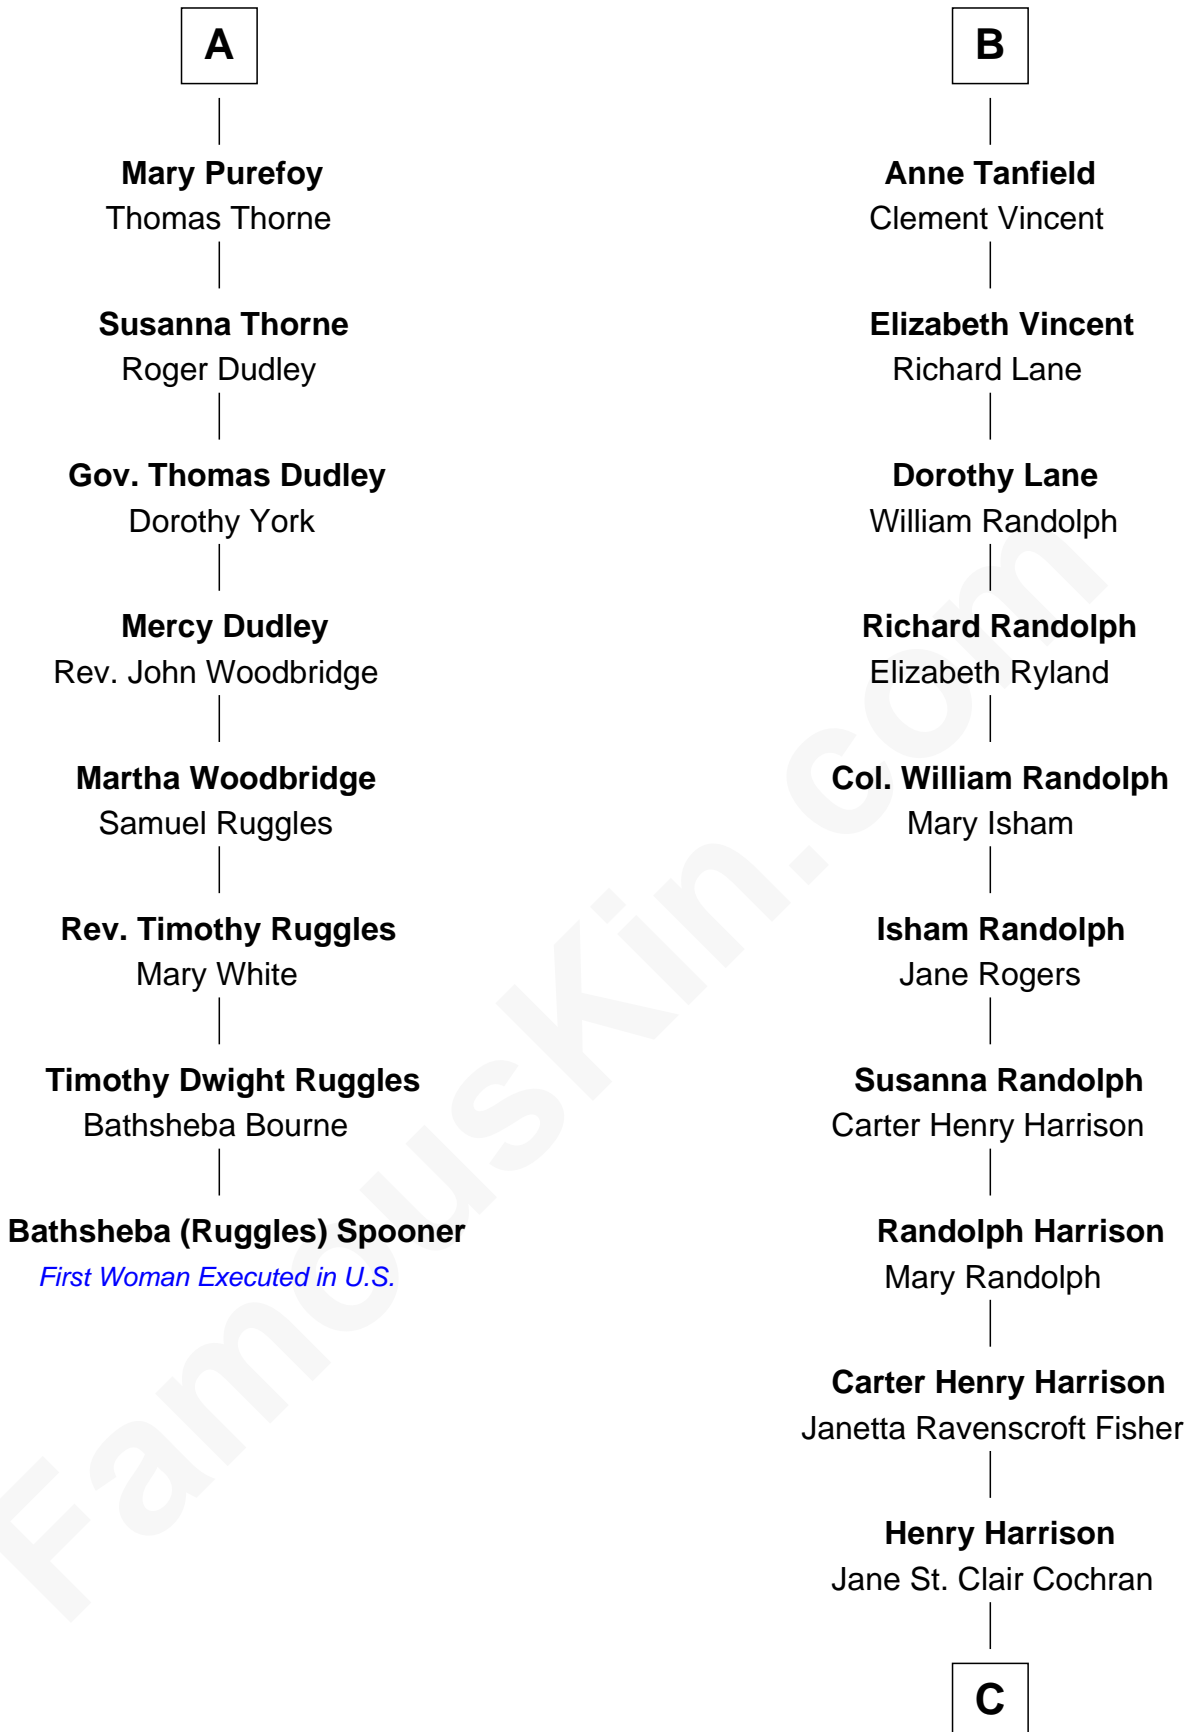 A
Mary Purefoy
Thomas Thorne
Susanna Thorne
Roger Dudley
Gov. Thomas Dudley
Dorothy York
Mercy Dudley
Rev. John Woodbridge
Martha Woodbridge
Samuel Ruggles
Rev. Timothy Ruggles
Mary White
Timothy Dwight Ruggles
Bathsheba Bourne
Bathsheba (Ruggles) Spooner
First Woman Executed in U.S.
B
Anne Tanfield
Clement Vincent
Elizabeth Vincent
Richard Lane
Dorothy Lane
William Randolph
Richard Randolph
Elizabeth Ryland
Col. William Randolph
Mary Isham
Isham Randolph
Jane Rogers
Susanna Randolph
Carter Henry Harrison
Randolph Harrison
Mary Randolph
Carter Henry Harrison
Janetta Ravenscroft Fisher
Henry Harrison
Jane St. Clair Cochran
C
FamousKin.com